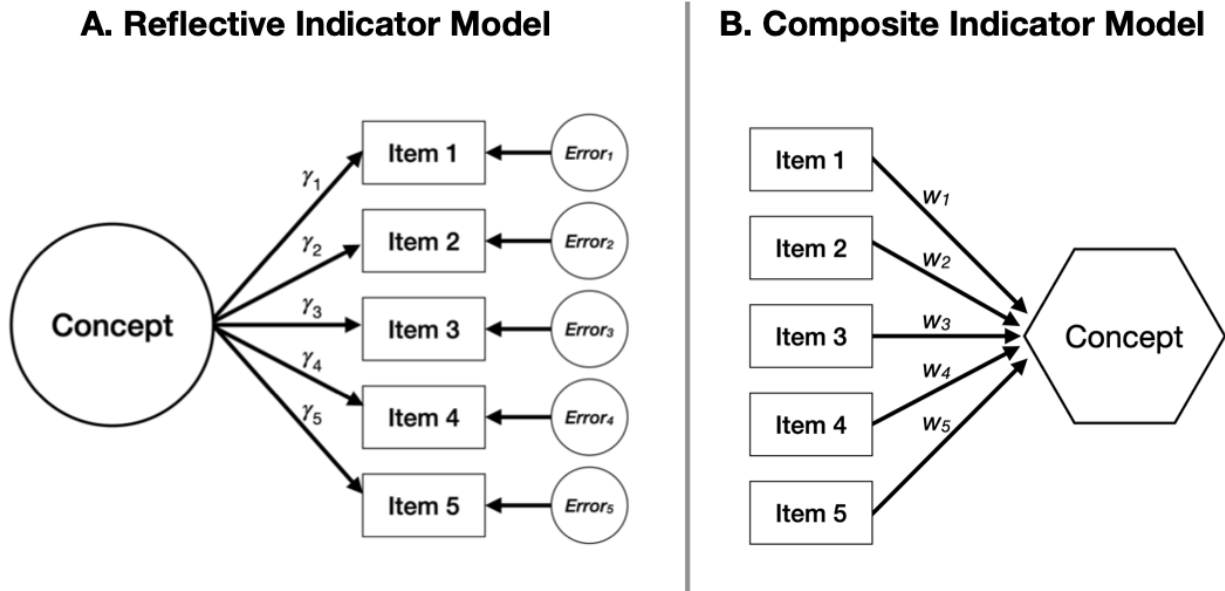 A. Reflective Indicator Model
Concept
γ1
γ2
γ3
γ4
γ5
Item 1
Error1
Item 2
Error2
Item 3
Error3
Item 4
Error4
Item 5
Error5
B. Composite Indicator Model
Item 1
Item 2
Item 3
Item 4
Item 5
w1
w2
w3
w4
w5
Concept